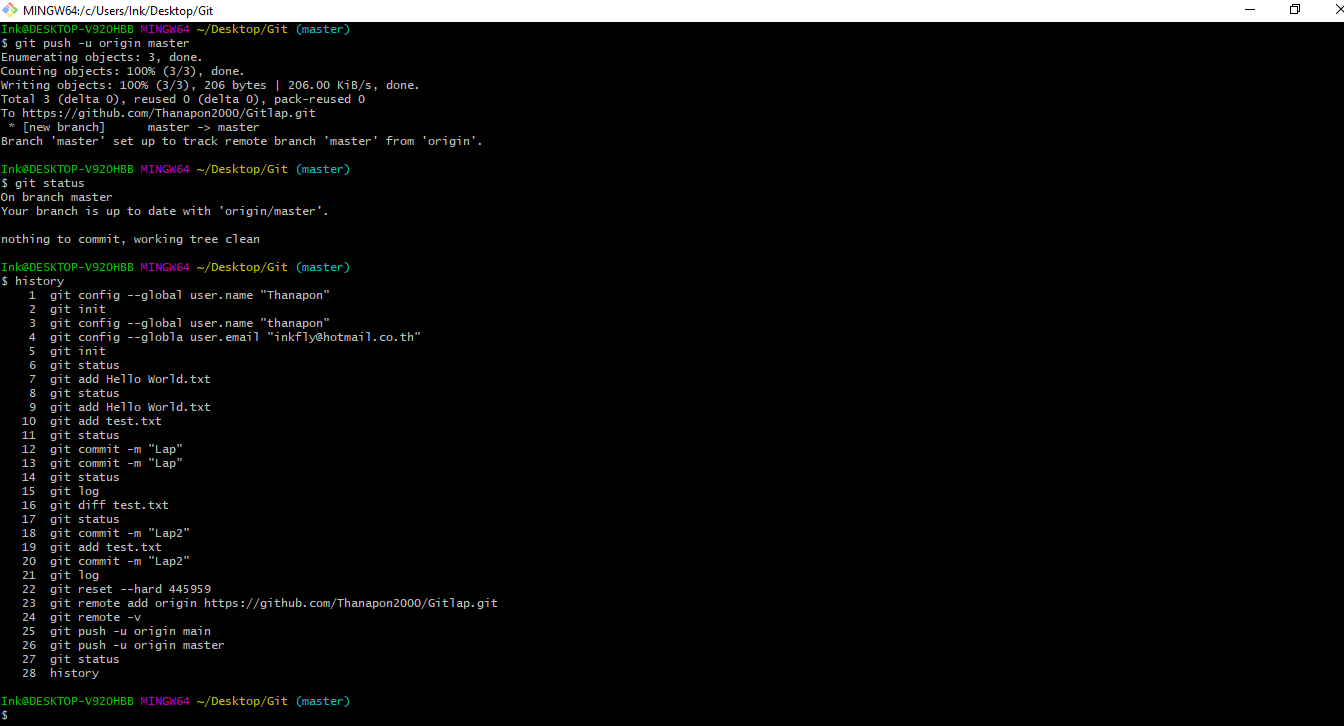 MINGW64:/c/Users/Ink/Desktop/Git
Ink@DESKTOP-V92OHBB MINGW64 ~/Desktop/Git (master)
$ git push -u origin master
Enumerating objects: 3, done.
Counting objects: 100% (3/3), done.
Writing objects: 100% (3/3), 206 bytes | 206.00 KiB/s, done.
Total 3 (delta 0), reused 0 (delta 0), pack-reused 0
To https://github.com/Thanapon2000/Gitlap.git
 * [new branch]      master -> master
Branch 'master' set up to track remote branch 'master' from 'origin'.

Ink@DESKTOP-V92OHBB MINGW64 ~/Desktop/Git (master)
$ git status
On branch master
Your branch is up to date with 'origin/master'.

nothing to commit, working tree clean

Ink@DESKTOP-V92OHBB MINGW64 ~/Desktop/Git (master)
$ history
    1  git config --global user.name "Thanapon"
    2  git init
    3  git config --global user.name "thanapon"
    4  git config --globla user.email "inkfly@hotmail.co.th"
    5  git init
    6  git status
    7  git add Hello World.txt
    8  git status
    9  git add Hello World.txt
   10  git add test.txt
   11  git status
   12  git commit -m "Lap"
   13  git commit -m "Lap"
   14  git status
   15  git log
   16  git diff test.txt
   17  git status
   18  git commit -m "Lap2"
   19  git add test.txt
   20  git commit -m "Lap2"
   21  git log
   22  git reset --hard 445959
   23  git remote add origin https://github.com/Thanapon2000/Gitlap.git
   24  git remote -v
   25  git push -u origin main
   26  git push -u origin master
   27  git status
   28  history

Ink@DESKTOP-V92OHBB MINGW64 ~/Desktop/Git (master)
$